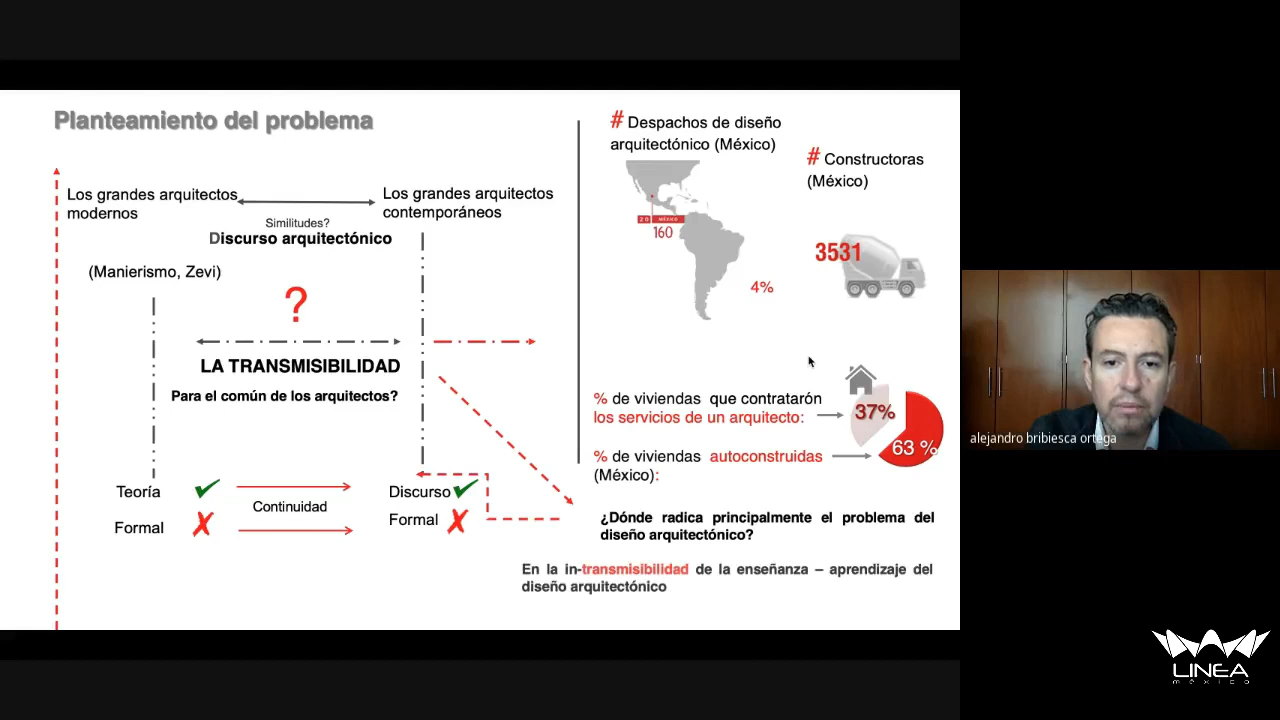 Planteamiento del problema
Los grandes arquitectos
modernos
Los grandes arquitectos
contemporáneos
Similitudes?
Discurso arquitectónico
(Manierismo, Zevi)
?
LA TRANSMISIBILIDAD
Para el común de los arquitectos?
Teoría
Continuidad
Discurso
Formal
Formal
# Despachos de diseño
arquitectónico (México)
20 MÉXICO
160
4%
# Constructoras
(México)
3531
% de viviendas que contratarón
los servicios de un arquitecto:
37%
% de viviendas autoconstruidas
(México):
63 %
¿Dónde radica principalmente el problema del
diseño arquitectónico?
En la in-transmisibilidad de la enseñanza – aprendizaje del
diseño arquitectónico
alejandro bribiesca ortega
LINEA
méxico